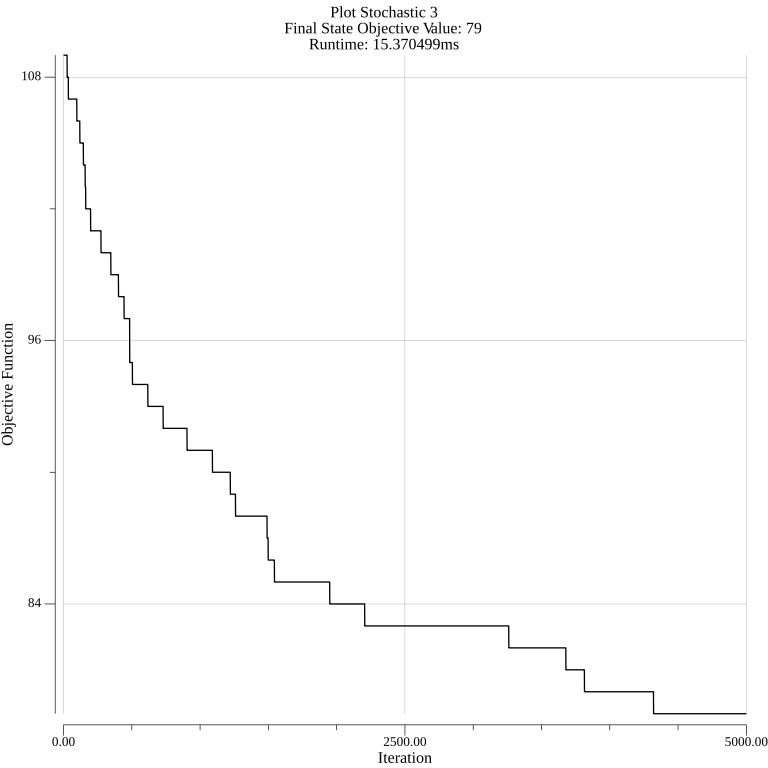 Plot Stochastic 3
Final State Objective Value: 79
Runtime: 15.370499ms
108
96
84
Objective Function
0.00
2500.00
5000.00
Iteration